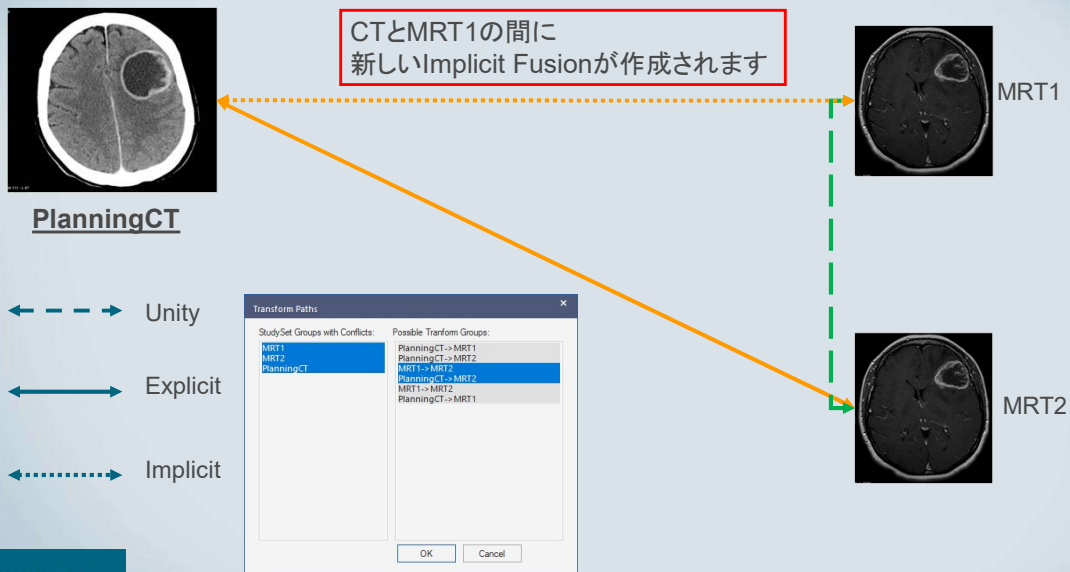 CTとMRT1の間に
新しいImplicit Fusionが作成されます
MRT1
PlanningCT
Unity
Explicit
Implicit
Transform Paths
×
StudySet Groups with Conflicts:
MRT1
MRT2
PlanningCT
Possible Tranform Groups:
PlanningCT->MRT1
PlanningCT->MRT2
MRT1->MRT2
PlanningCT->MRT2
MRT1->MRT2
PlanningCT->MRT1
OK
Cancel
MRT2